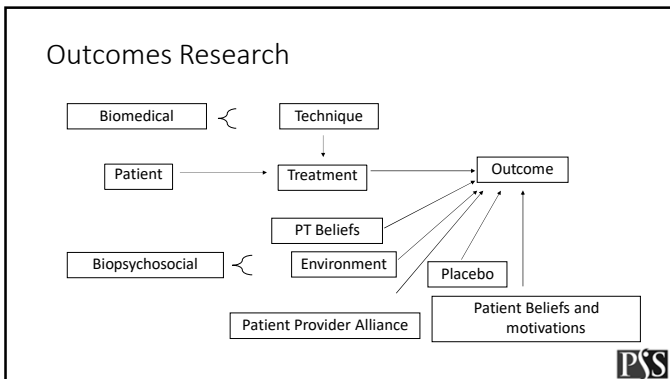 Outcomes Research
Biomedical
Technique
Patient
Treatment
Outcome
PT Beliefs
Biopsychosocial
Environment
Placebo
Patient Provider Alliance
Patient Beliefs and
motivations
PSS